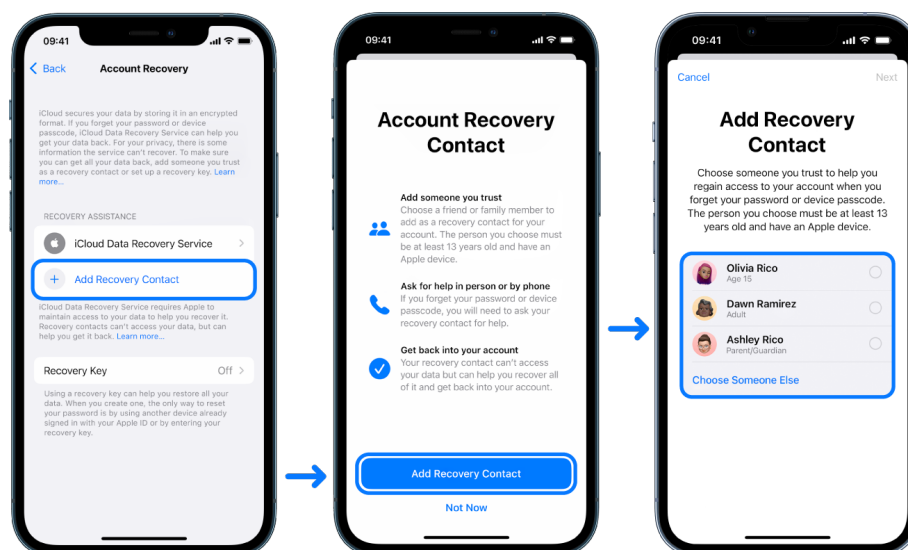 09:41
Back
Account Recovery
iCloud secures your data by storing it in an encrypted
format. If you forget your password or device
passcode, iCloud Data Recovery Service can help you
get your data back. For your privacy, there is some
information the service can't recover. To make sure
you can get all your data back, add someone you trust
as a recovery contact or set up a recovery key. Learn
more...
RECOVERY ASSISTANCE
iCloud Data Recovery Service
Add Recovery Contact
iCloud Data Recovery Service requires Apple to
maintain access to your data to help you recover it.
Recovery contacts can't access your data, but can
help you get it back. Learn more...
Recovery Key
Off
Using a recovery key can help you restore all your
data. When you create one, the only way to reset
your password is by using another device already
signed in with your Apple ID or by entering your
recovery key.
09:41
Account Recovery
Contact
Add someone you trust
Choose a friend or family member to
add as a recovery contact for your
account. The person you choose must
be at least 13 years old and have an
Apple device.
Ask for help in person or by phone
If you forget your password or device
passcode, you will need to ask your
recovery contact for help.
Get back into your account
Your recovery contact can't access
your data but can help you recover all
of it and get back into your account.
Add Recovery Contact
Not Now
09:41
Cancel
Next
Add Recovery
Contact
Choose someone you trust to help you
regain access to your account when you
forget your password or device passcode.
The person you choose must be at least 13
years old and have an Apple device.
Olivia Rico
Age 15
Dawn Ramirez
Adult
Ashley Rico
Parent/Guardian
Choose Someone Else